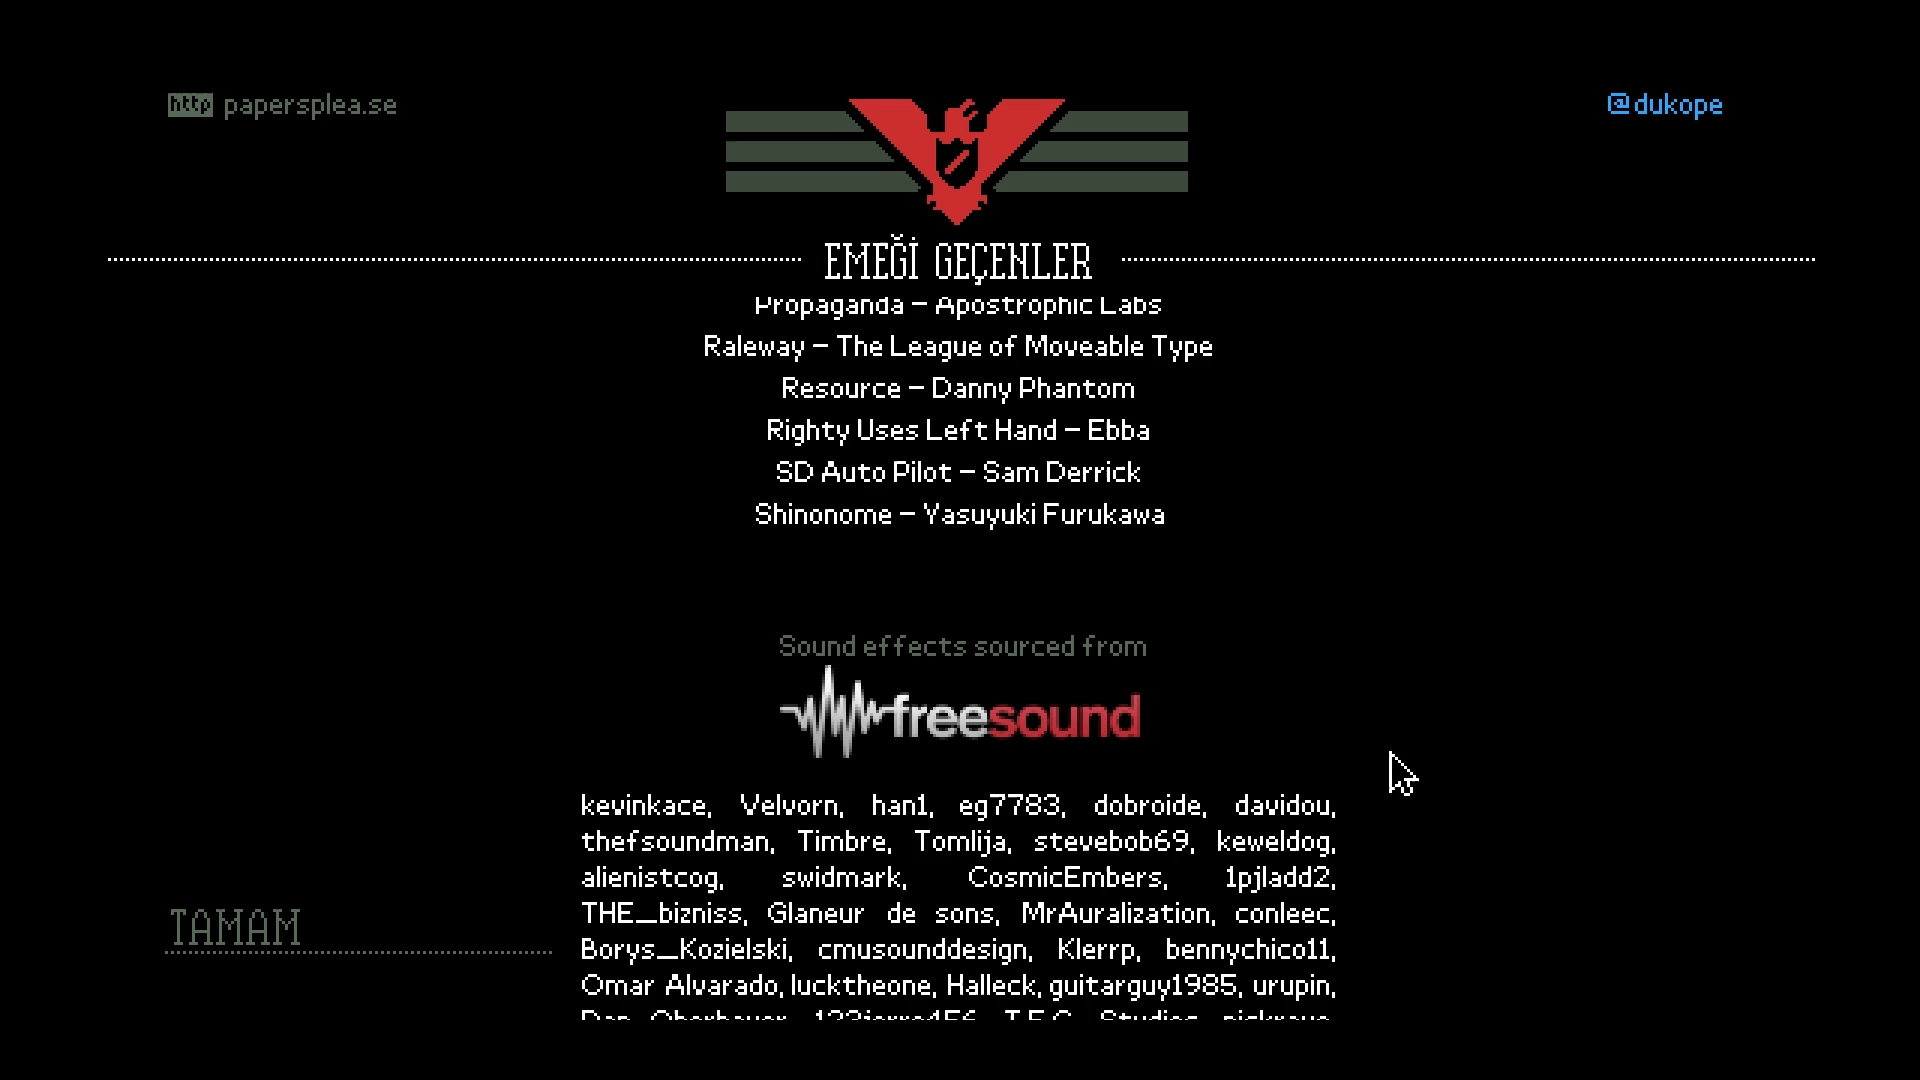 http papersplea.se
@dukope
EMEĞİ GEÇENLER
Propaganda – Apostrophic Labs
Raleway – The League of Moveable Type
Resource – Danny Phantom
Righty Uses Left Hand – Ebba
SD Auto Pilot – Sam Derrick
Shinonome – Yasuyuki Furukawa
Sound effects sourced from
freesound
kevinkace, Velvorn, han1, eg7783, dobroide, davidou,
thefsoundman, Timbre, Tomlija, stevebob69, keweldog,
alienistcog, swidmark, CosmicEmbers, 1pjladd2,
THE_bizniss, Glaneur de sons, MrAuralization, conleec,
Borys_Kozielski, cmusounddesign, Klerrp, bennychico11,
Omar Alvarado, lucktheone, Halleck, guitarguy1985, urupin,
TAMAM